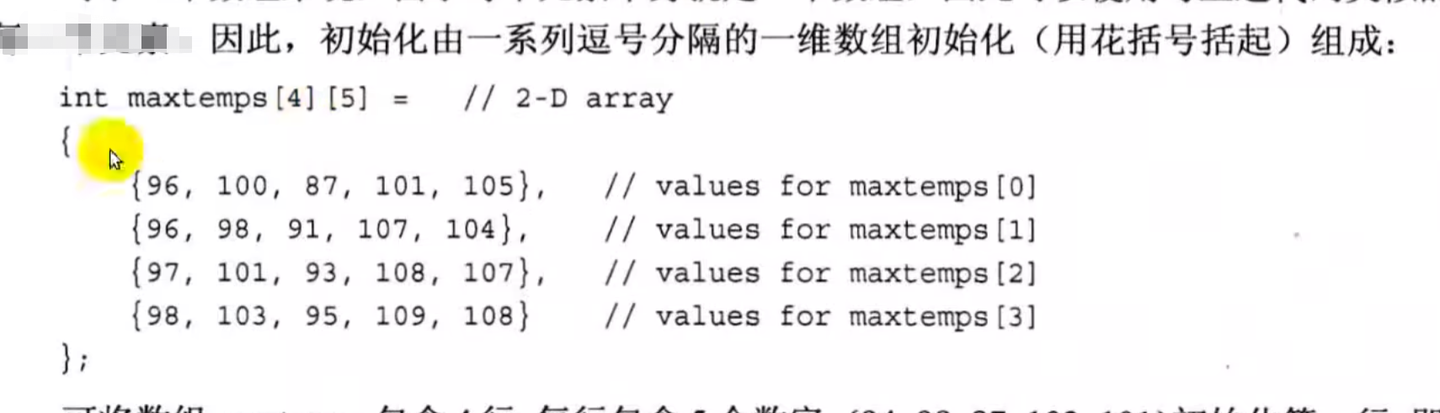 因此，初始化由一系列逗号分隔的一维数组初始化（用花括号括起）组成：
int maxtemps[4][5] =   // 2-D array
{
{96, 100, 87, 101, 105},   // values for maxtemps[0]
{96, 98, 91, 107, 104},   // values for maxtemps[1]
{97, 101, 93, 108, 107},   // values for maxtemps[2]
{98, 103, 95, 109, 108}   // values for maxtemps[3]
};